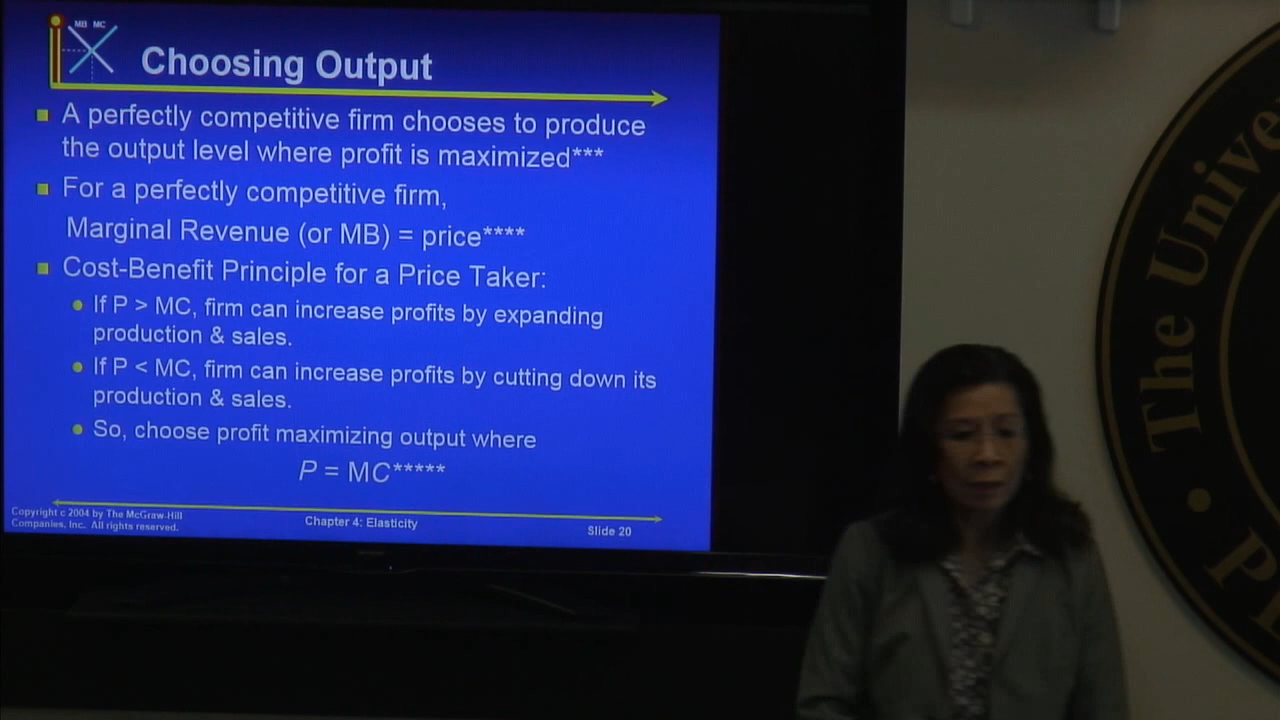 MB MC
Choosing Output
A perfectly competitive firm chooses to produce
the output level where profit is maximized***
For a perfectly competitive firm,
Marginal Revenue (or MB) = price****
Cost-Benefit Principle for a Price Taker:
If P > MC, firm can increase profits by expanding
production & sales.
If P < MC, firm can increase profits by cutting down its
production & sales.
So, choose profit maximizing output where
P = MC*****
Copyright c 2004 by The McGraw-Hill
Companies, Inc. All rights reserved.
Chapter 4: Elasticity
Slide 20
The